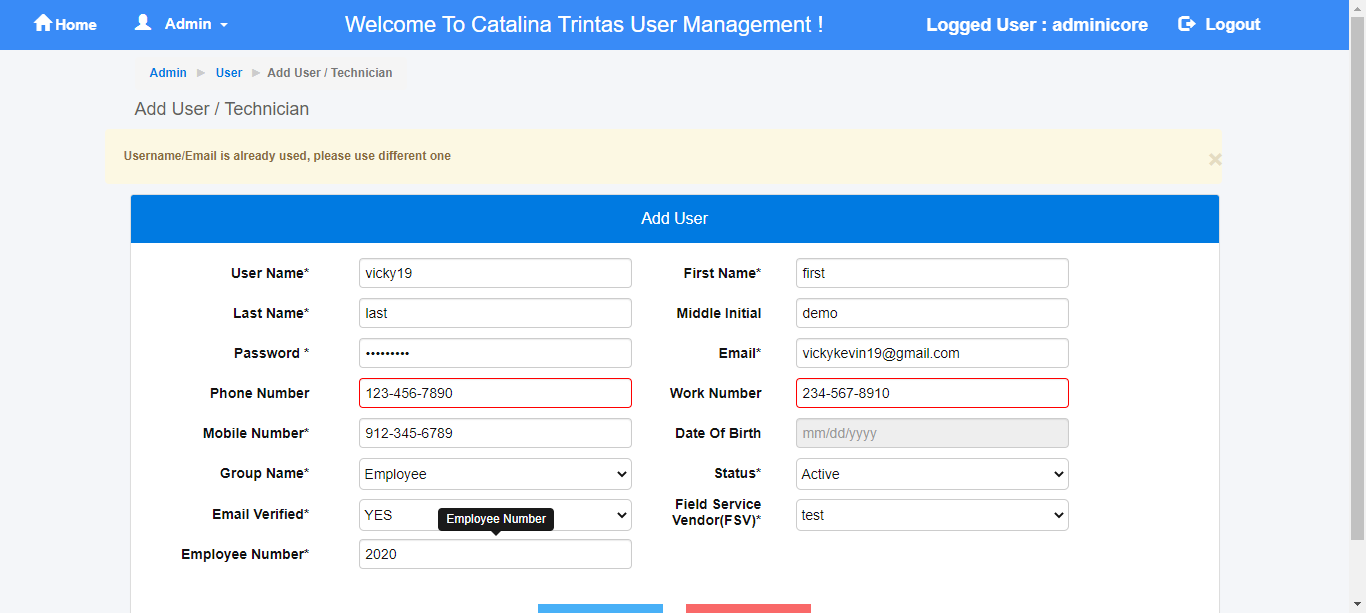 Home Admin Welcome To Catalina Trintas User Management ! Logged User : adminicore Logout
Admin User Add User / Technician
Add User / Technician
Username/Email is already used, please use different one ×
Add User
User Name* vicky19 First Name* first
Last Name* last Middle Initial demo
Password * ••••••••• Email* vickykevin19@gmail.com
Phone Number 123-456-7890 Work Number 234-567-8910
Mobile Number* 912-345-6789 Date Of Birth mm/dd/yyyy
Group Name* Employee Status* Active
Email Verified* YES Employee Number Field Service
Vendor(FSV)* test
Employee Number* 2020